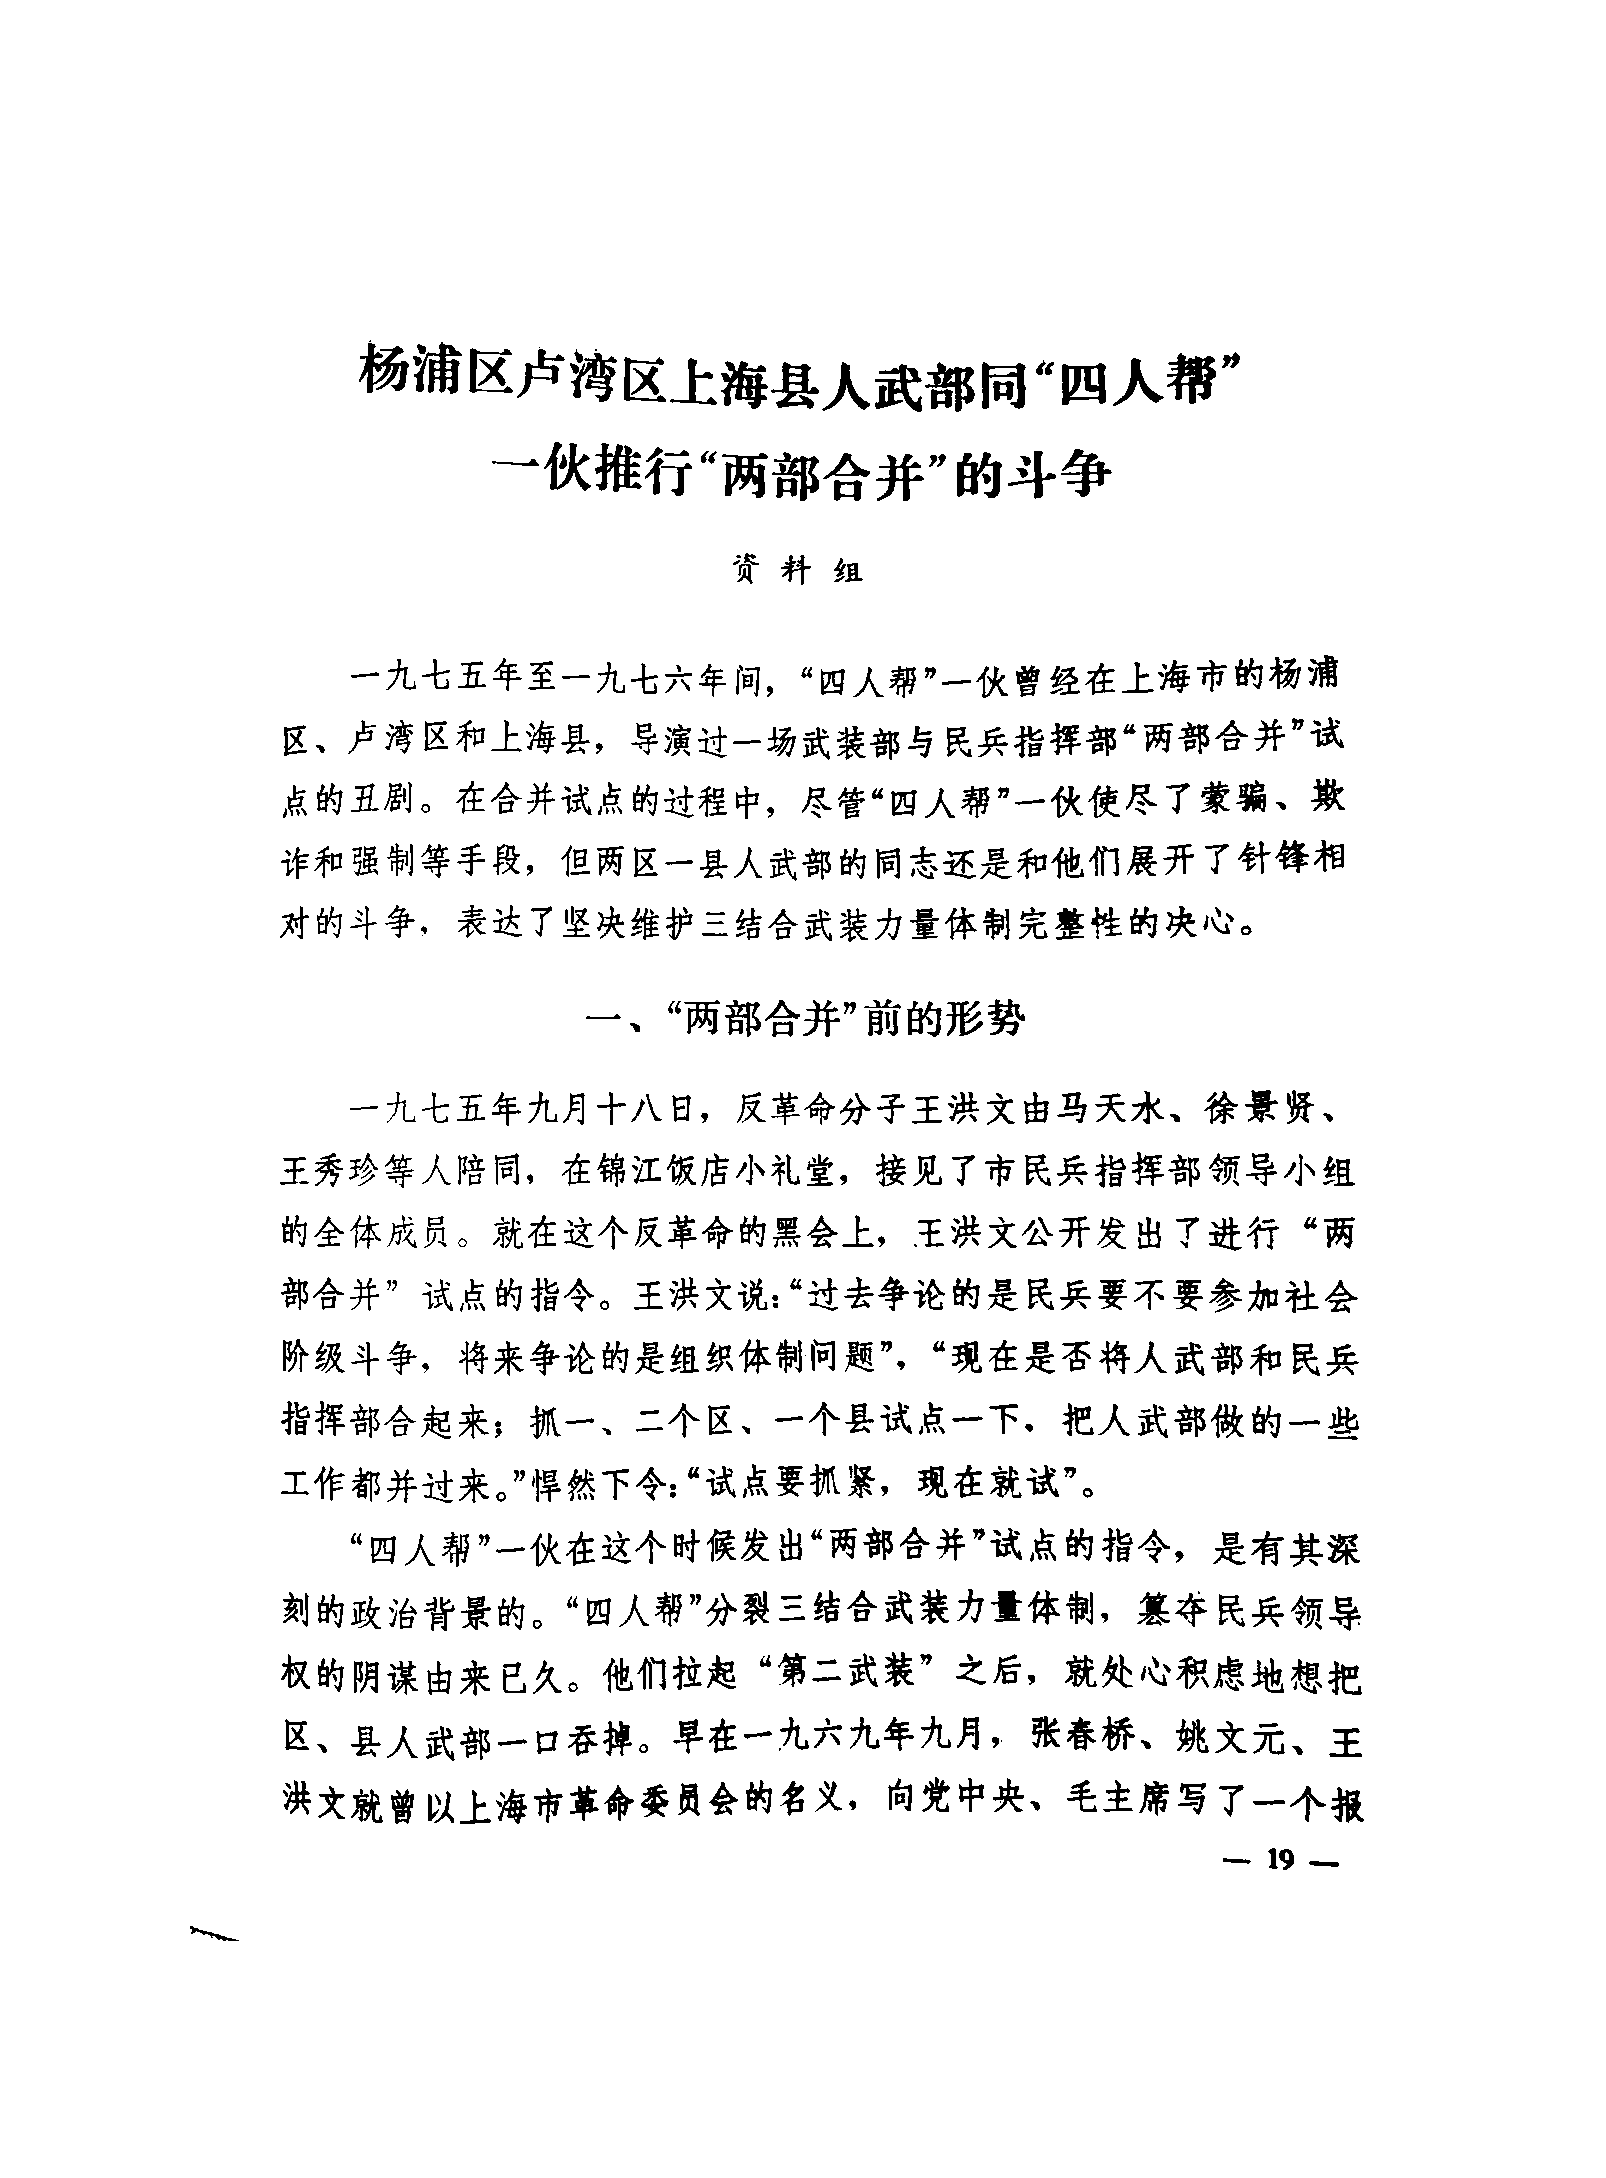 杨浦区卢湾区上海县人武部同“四人帮”
一伙推行“两部合并”的斗争
资料组
一九七五年至一九七六年间，“四人帮”一伙曾经在上海市的杨浦
区、卢湾区和上海县，导演过一场武装部与民兵指挥部“两部合并”试
点的丑剧。在合并试点的过程中，尽管“四人帮”一伙使尽了蒙骗、欺
诈和强制等手段，但两区一县人武部的同志还是和他们展开了针锋相
对的斗争，表达了坚决维护三结合武装力量体制完整性的决心。
一、“两部合并”前的形势
一九七五年九月十八日，反革命分子王洪文由马天水、徐景贤、
王秀珍等人陪同，在锦江饭店小礼堂，接见了市民兵指挥部领导小组
的全体成员。就在这个反革命的黑会上，王洪文公开发出了进行“两
部合并”试点的指令。王洪文说：“过去争论的是民兵要不要参加社会
阶级斗争，将来争论的是组织体制问题”，“现在是否将人武部和民兵
指挥部合起来；抓一、二个区、一个县试点一下，把人武部做的一些
工作都并过来。”悍然下令：“试点要抓紧，现在就试”。
“四人帮”一伙在这个时候发出“两部合并”试点的指令，是有其深
刻的政治背景的。“四人帮”分裂三结合武装力量体制，篡夺民兵领导
权的阴谋由来已久。他们拉起“第二武装”之后，就处心积虑地想把
区、县人武部一口吞掉。早在一九六九年九月，张春桥、姚文元、王
洪文就曾以上海市革命委员会的名义，向党中央、毛主席写了一个报
— 19 —